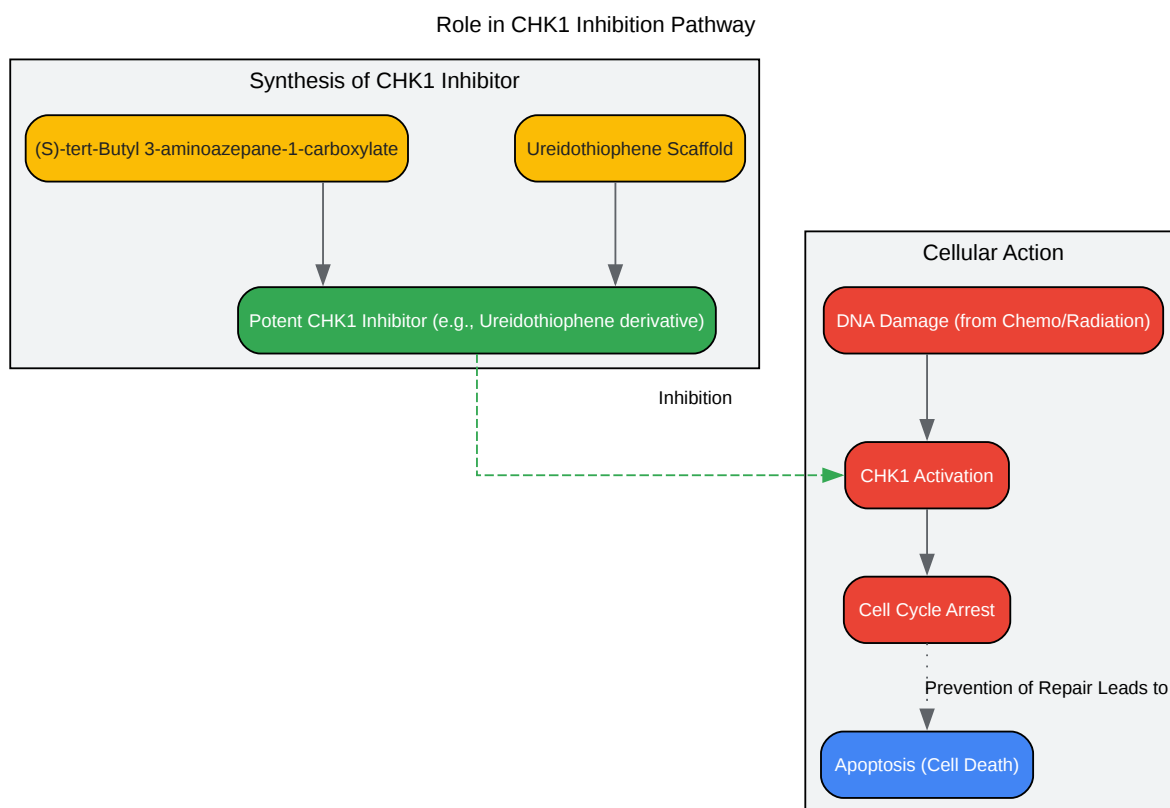 Role in CHK1 Inhibition Pathway
Synthesis of CHK1 Inhibitor
(S)-tert-Butyl 3-aminoazepane-1-carboxylate
Ureidothiophene Scaffold
Potent CHK1 Inhibitor (e.g., Ureidothiophene derivative)
Inhibition
Cellular Action
DNA Damage (from Chemo/Radiation)
CHK1 Activation
Cell Cycle Arrest
Prevention of Repair Leads to
Apoptosis (Cell Death)